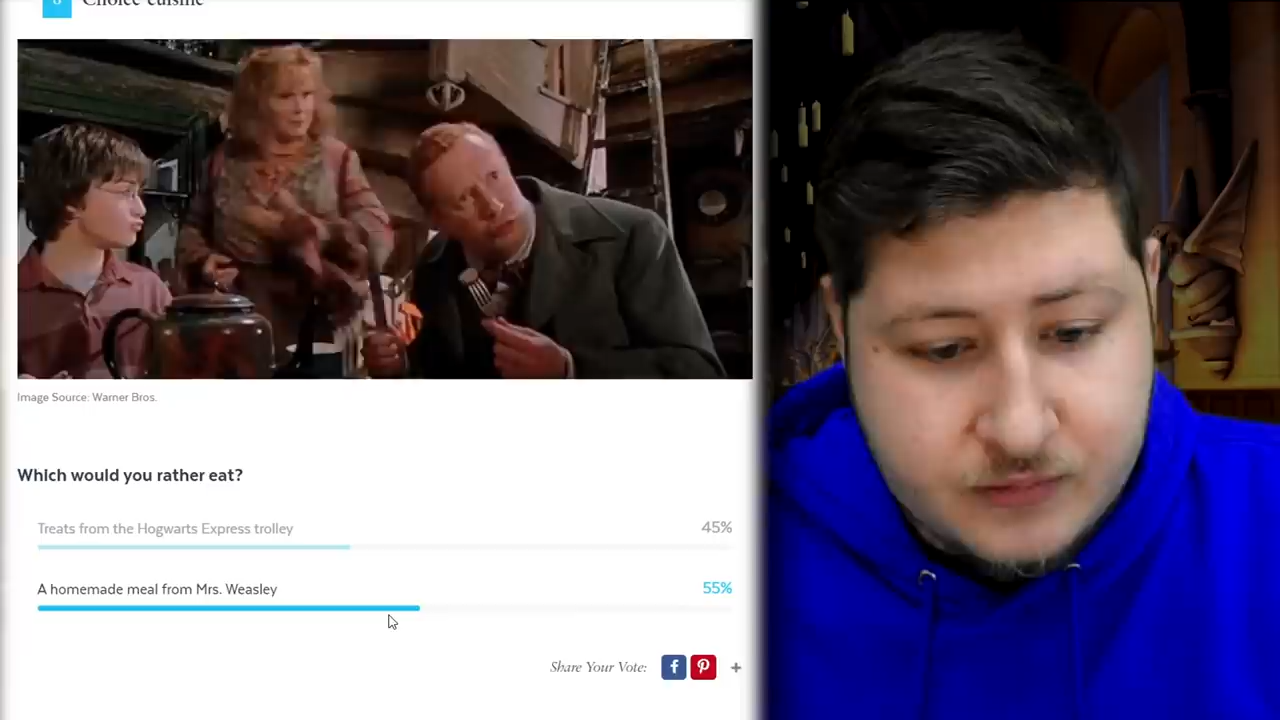 8
Choice cuisine
Image Source: Warner Bros.
Which would you rather eat?
Treats from the Hogwarts Express trolley
45%
A homemade meal from Mrs. Weasley
55%
Share Your Vote: